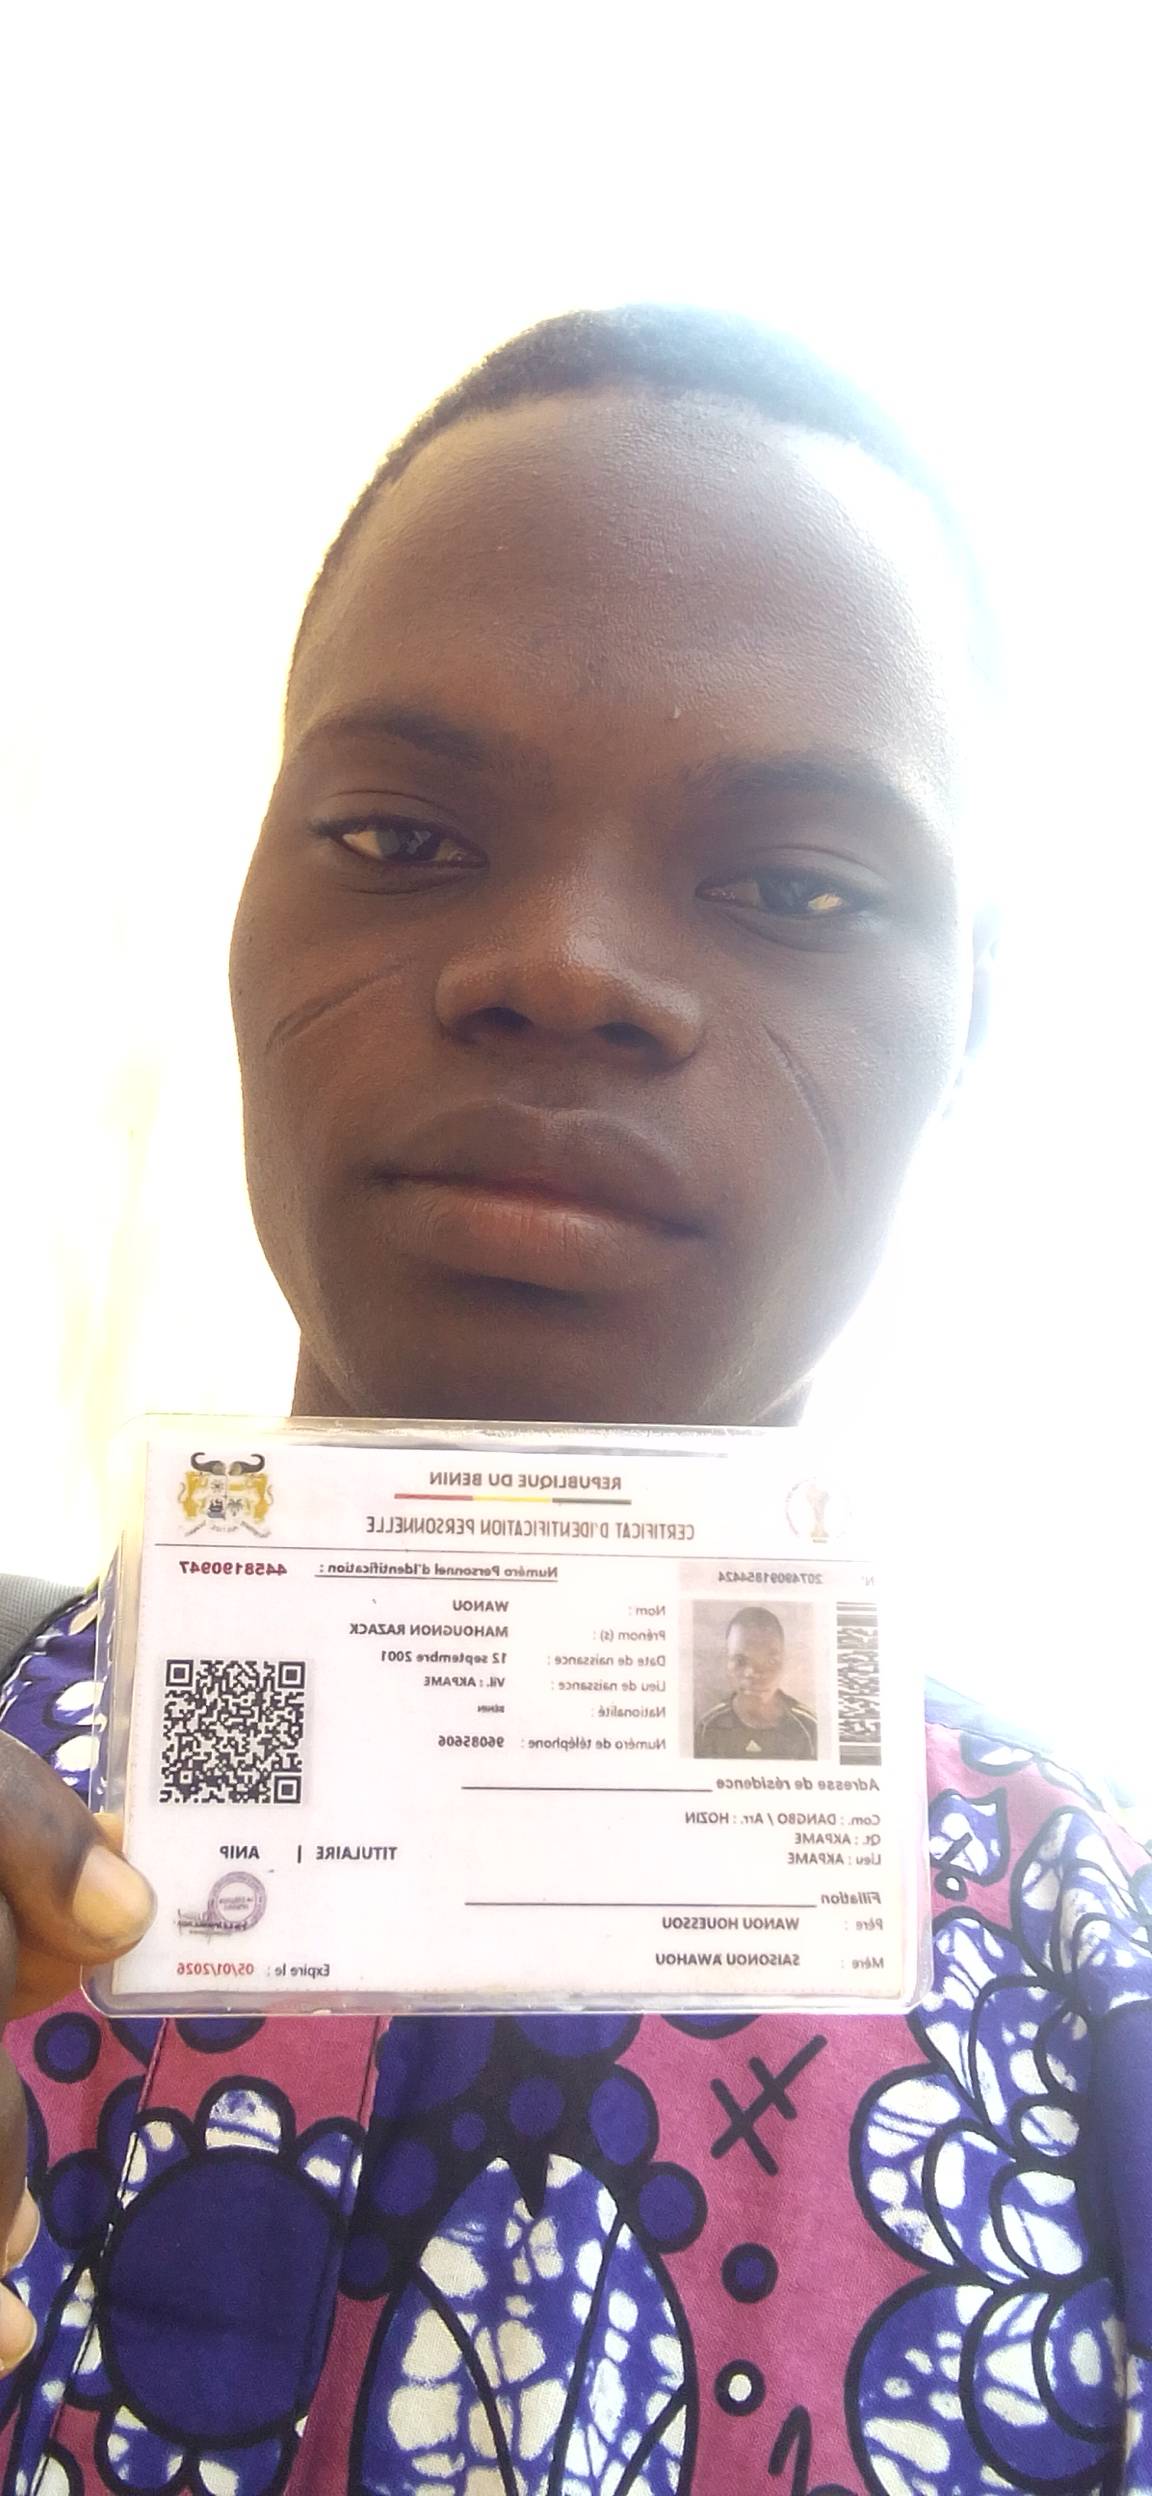 REPUBLIQUE DU BENIN
CERTIFICAT D'IDENTIFICATION PERSONNELLE
N° 2074909185442A
Numéro Personnel d'Identification : 4458190947
Nom : WANOU
Prénom (s) : MAHOUGNON RAZACK
Date de naissance : 12 septembre 2001
Lieu de naissance : Vil. : AKPAME
Nationalité : BENIN
Numéro de téléphone : 96085606
Adresse de résidence
Com. : DANGBO / Arr. : HOZIN
Qt. : AKPAME
Lieu : AKPAME
TITULAIRE | ANIP
Filiation
Père : WANOU HOUESSOU
Mère : SAISONOU AWAHOU
Expire le : 05/01/2026